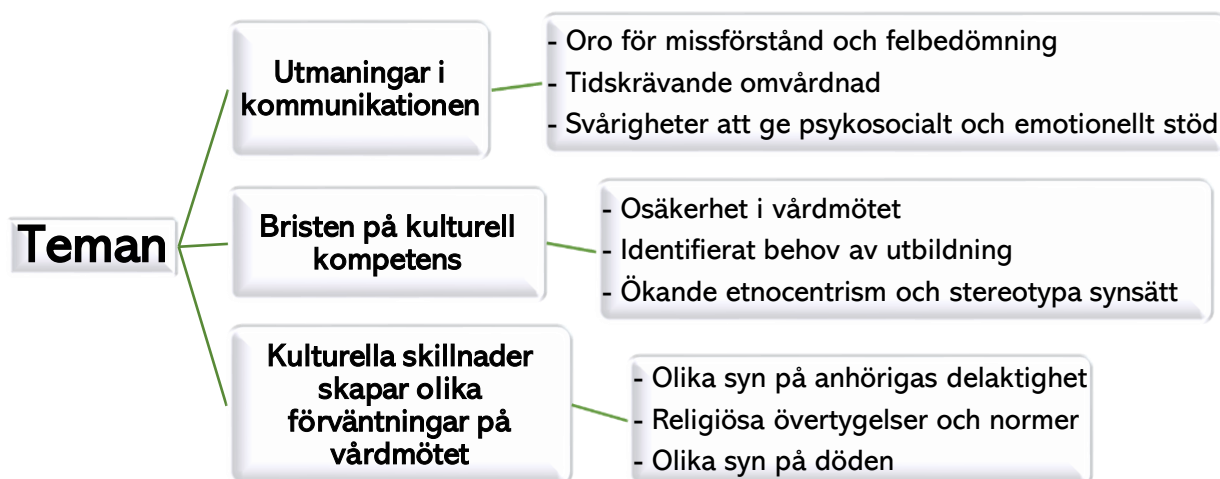 Teman
Utmaningar i
kommunikationen
- Oro för missförstånd och felbedömning
- Tidskrävande omvårdnad
- Svårigheter att ge psykosocialt och emotionellt stöd
Bristen på kulturell
kompetens
- Osäkerhet i vårdmötet
- Identifierat behov av utbildning
- Ökande etnocentrism och stereotypa synsätt
Kulturella skillnader
skapar olika
förväntningar på
vårdmötet
- Olika syn på anhörigas delaktighet
- Religiösa övertygelser och normer
- Olika syn på döden